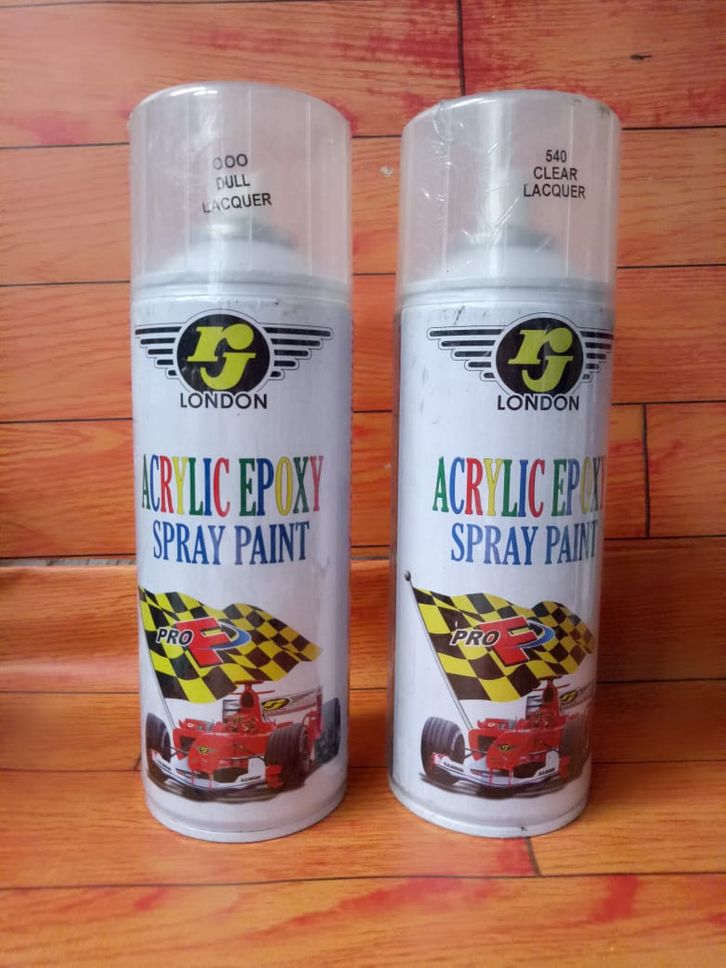 OOO
DULL
LACQUER
rj
LONDON
ACRYLIC EPOXY
SPRAY PAINT
PRO F
540
CLEAR
LACQUER
rj
LONDON
ACRYLIC EPOXY
SPRAY PAINT
PRO F